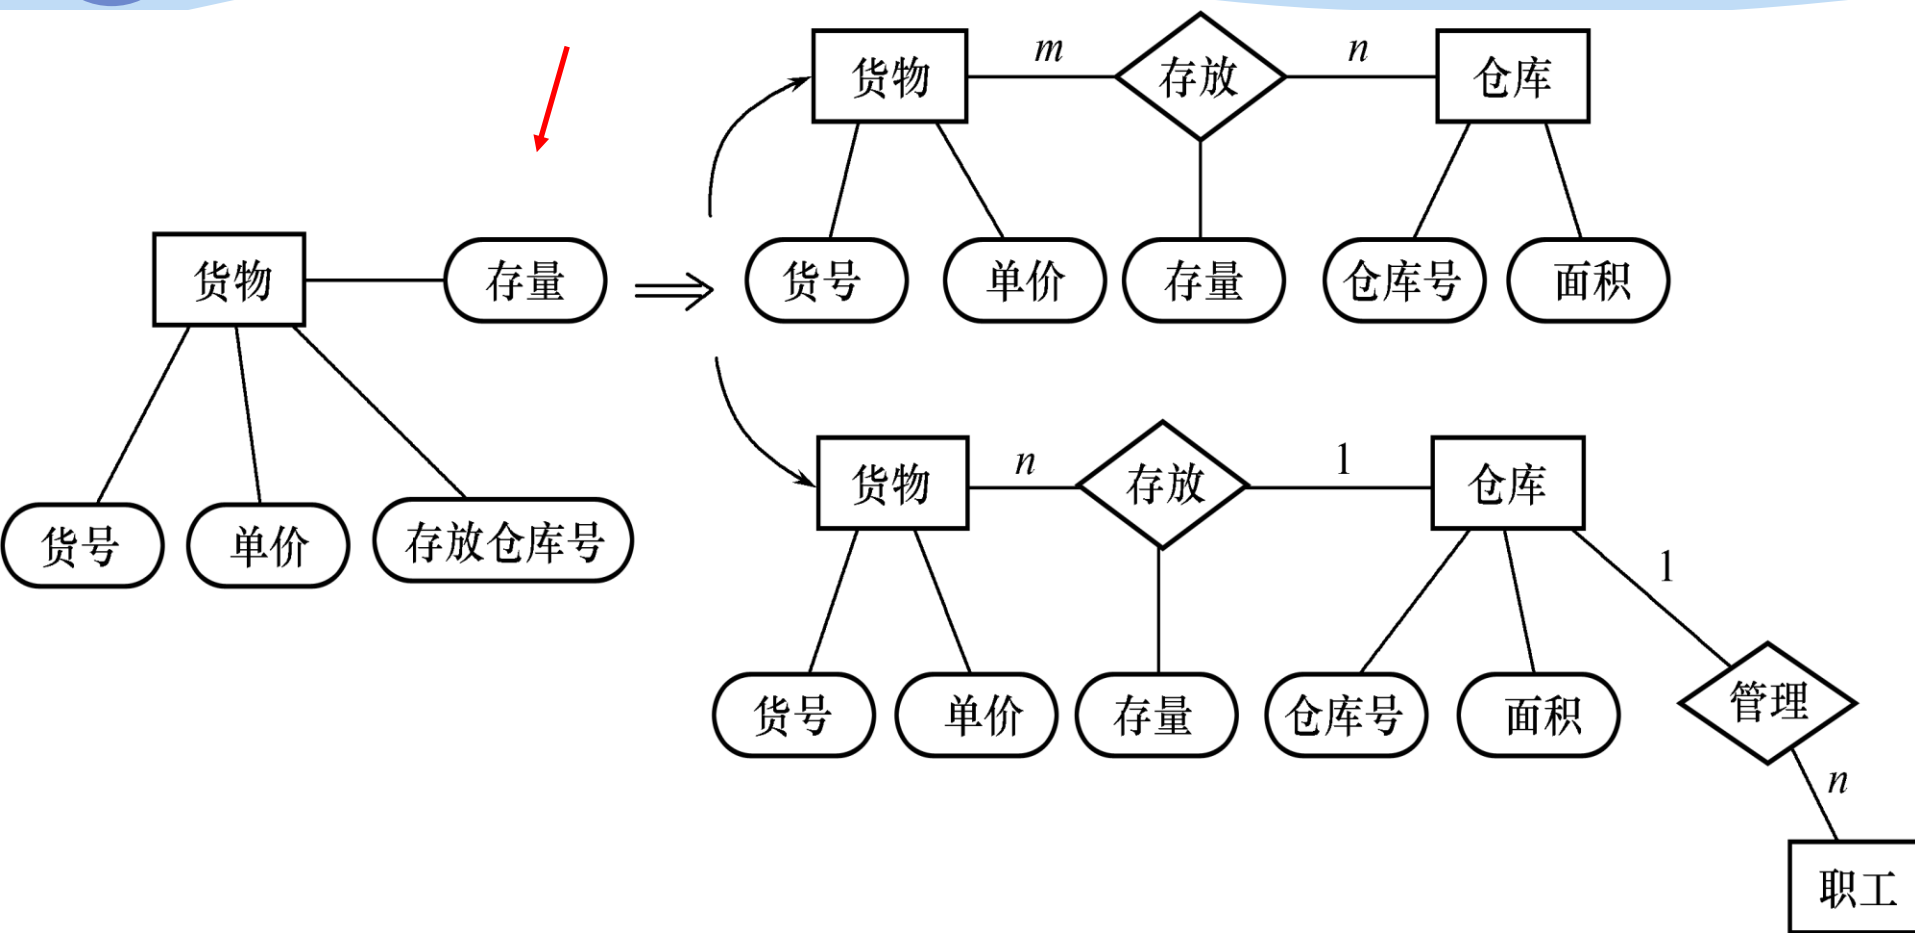 货物 m 存放 n 仓库
货号 单价 存量 仓库号 面积
货物 存量
货号 单价 存放仓库号
货物 n 存放 1 仓库
1
货号 单价 存量 仓库号 面积 管理
n
职工